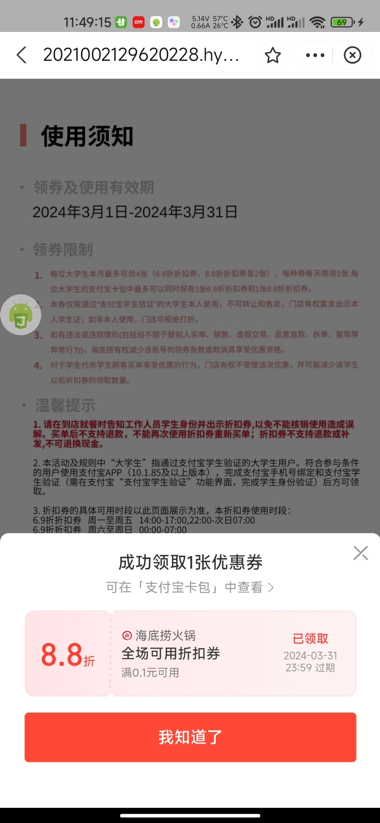 11:49:15
5.14V 57℃
0.66A 26℃
HD
HD
69
2021002129620228.hy...
使用须知
领券及使用有效期
2024年3月1日-2024年3月31日
领券限制
1. 每位大学生本月最多可领4张（6.9折折扣券、8.8折折扣券各2张），每种券每天限领1张,每
位大学生的支付宝卡包中最多可以同时保有1张6.9折折扣券和1张8.8折折扣券。
2. 本券仅限通过“支付宝学生验证”的大学生本人使用，不可转让和售卖，门店有权要求出示本
人学生证；如非本人使用，门店可拒绝打折。
3. 如有违法或违规情形(包括但不限于替别人买单、销售、虚假交易、恶意退款、拆单、套现等
异常行为)，海底捞有权减少该账号的领券张数或取消其享受优惠资格。
4. 对于学生代非学生顾客买单享受优惠的行为，门店有权不受理该次优惠，并可能减少该学生
以后折扣券的领取数量。
温馨提示
1. 请在到店就餐时告知工作人员学生身份并出示折扣券,以免不能核销使用造成误
解。买单后不支持退款，不能再次使用折扣券重新买单；折扣券不支持退款或补
发,不可退换现金。
2. 本活动及规则中“大学生”指通过支付宝学生验证的大学生用户。符合参与条件
的用户使用支付宝APP（10.1.85及以上版本），完成支付宝手机号绑定和支付宝学
生验证（需在支付宝“支付宝学生验证”功能界面，完成学生身份验证）后方可领
取。
3. 折扣券的具体可用时段以此页面展示为准，本折扣券使用时段：
6.9折折扣券 周一至周五 14:00-17:00,22:00-次日07:00
6.9折折扣券 周六至周日 00:00-07:00
成功领取1张优惠券
可在「支付宝卡包」中查看
8.8折
海底捞火锅
全场可用折扣券
满0.1元可用
已领取
2024-03-31
23:59 过期
我知道了